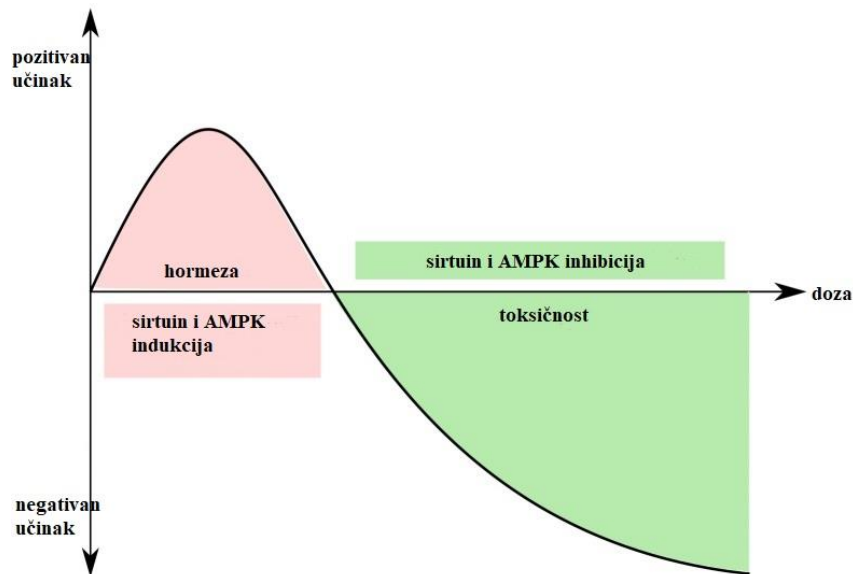 pozitivan
učinak
sirtuin i AMPK inhibicija
hormeza
doza
sirtuin i AMPK
indukcija
toksičnost
negativan
učinak